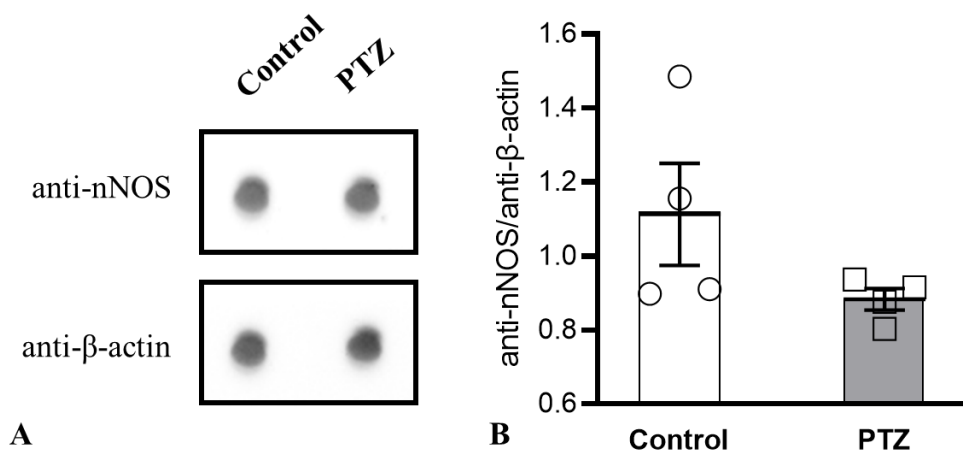 Control
PTZ
anti-nNOS
anti-β-actin
A
anti-nNOS/anti-β-actin
1.6
1.4
1.2
1.0
0.8
0.6
Control
PTZ
B